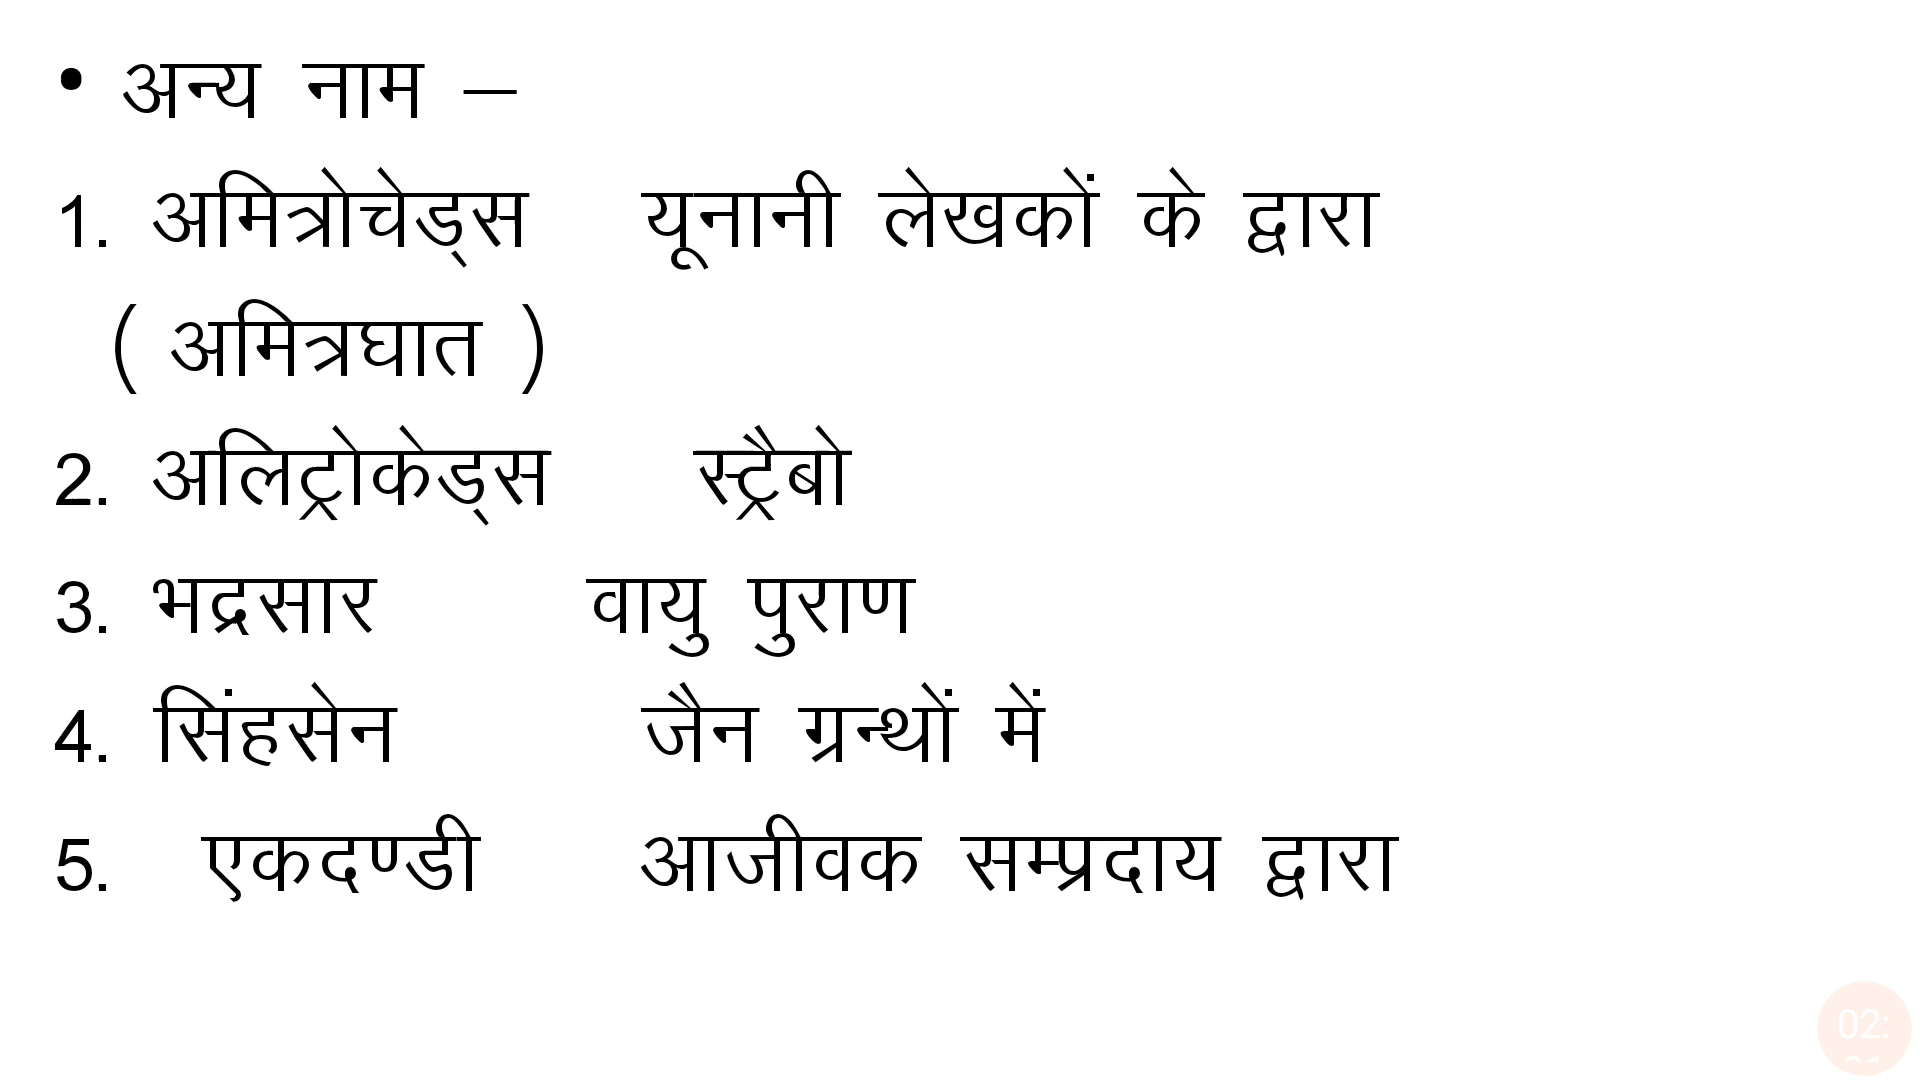 • अन्य नाम –
1. अमित्रोचेड्स यूनानी लेखकों के द्वारा
( अमित्रघात )
2. अलिट्रोकेड्स स्ट्रैबो
3. भद्रसार वायु पुराण
4. सिंहसेन जैन ग्रन्थों में
5. एकदण्डी आजीवक सम्प्रदाय द्वारा
02: